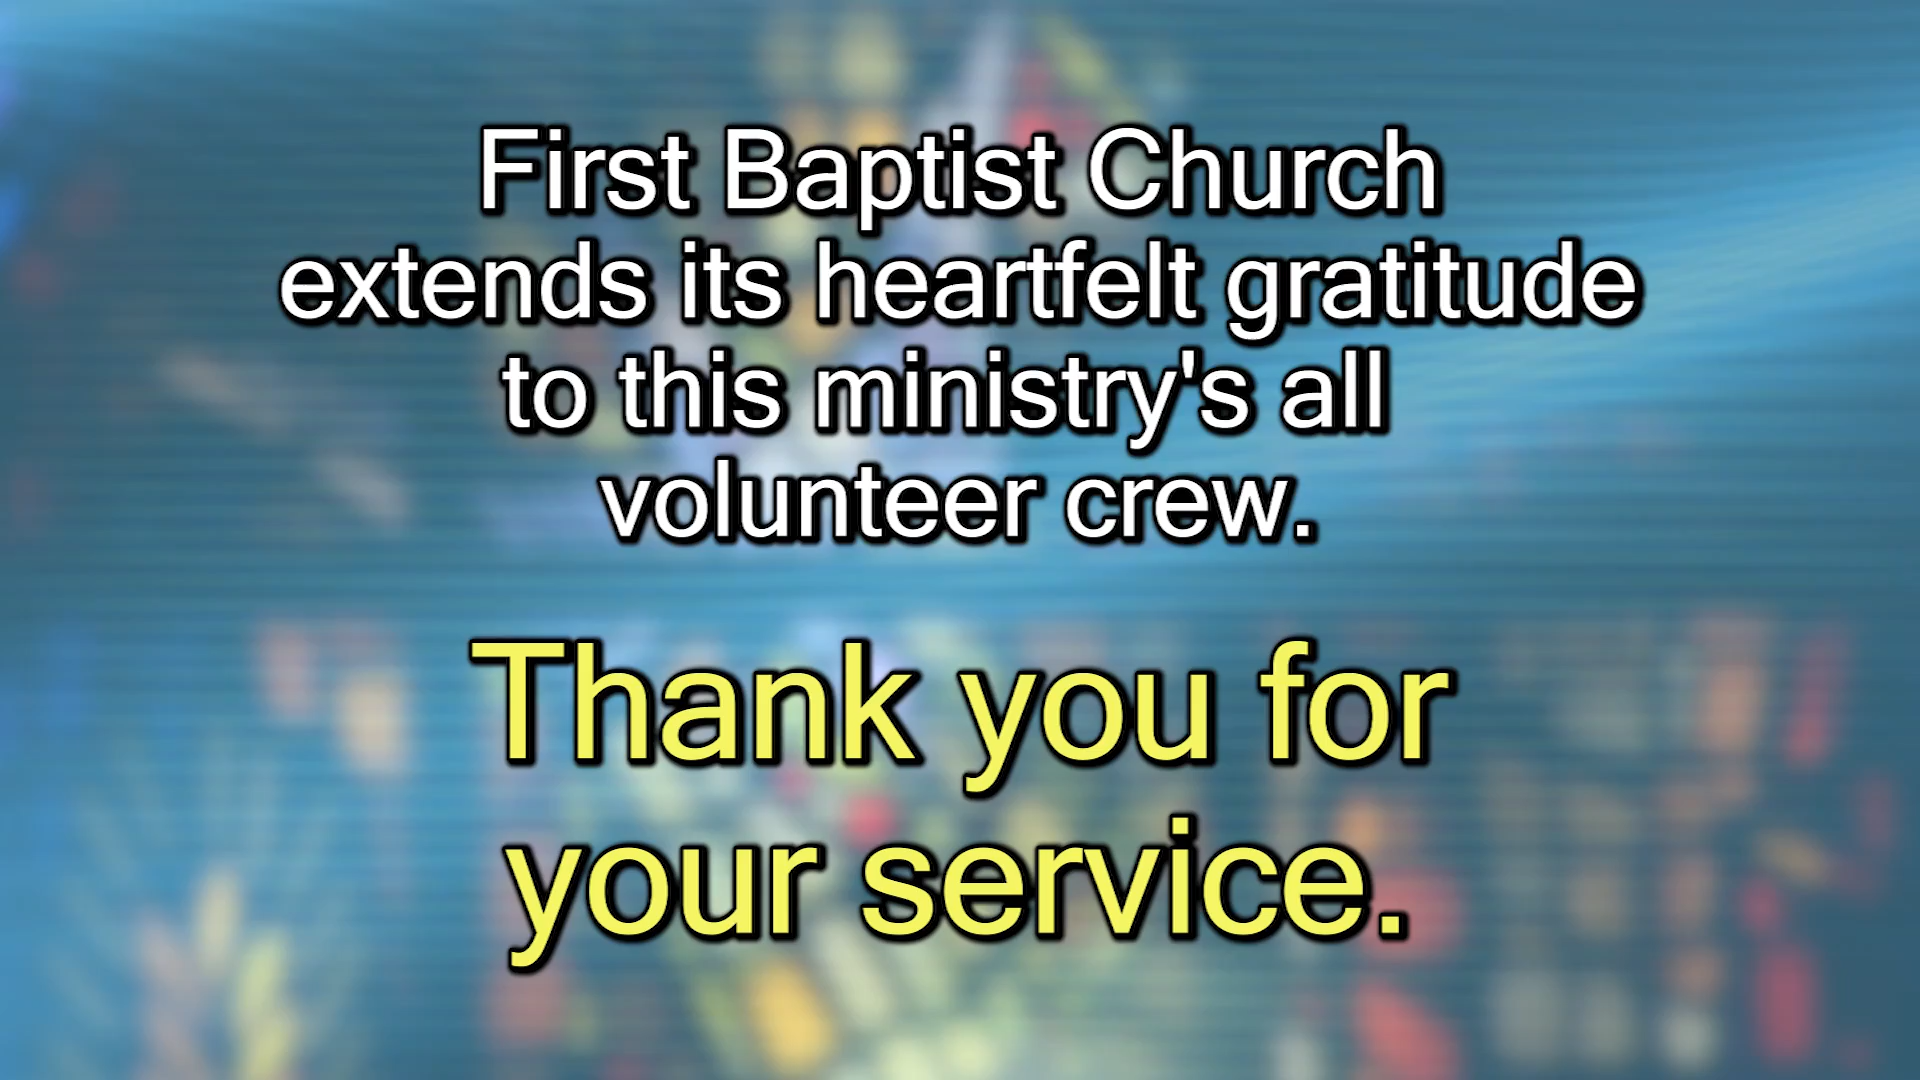 First Baptist Church
extends its heartfelt gratitude
to this ministry's all
volunteer crew.
Thank you for
your service.